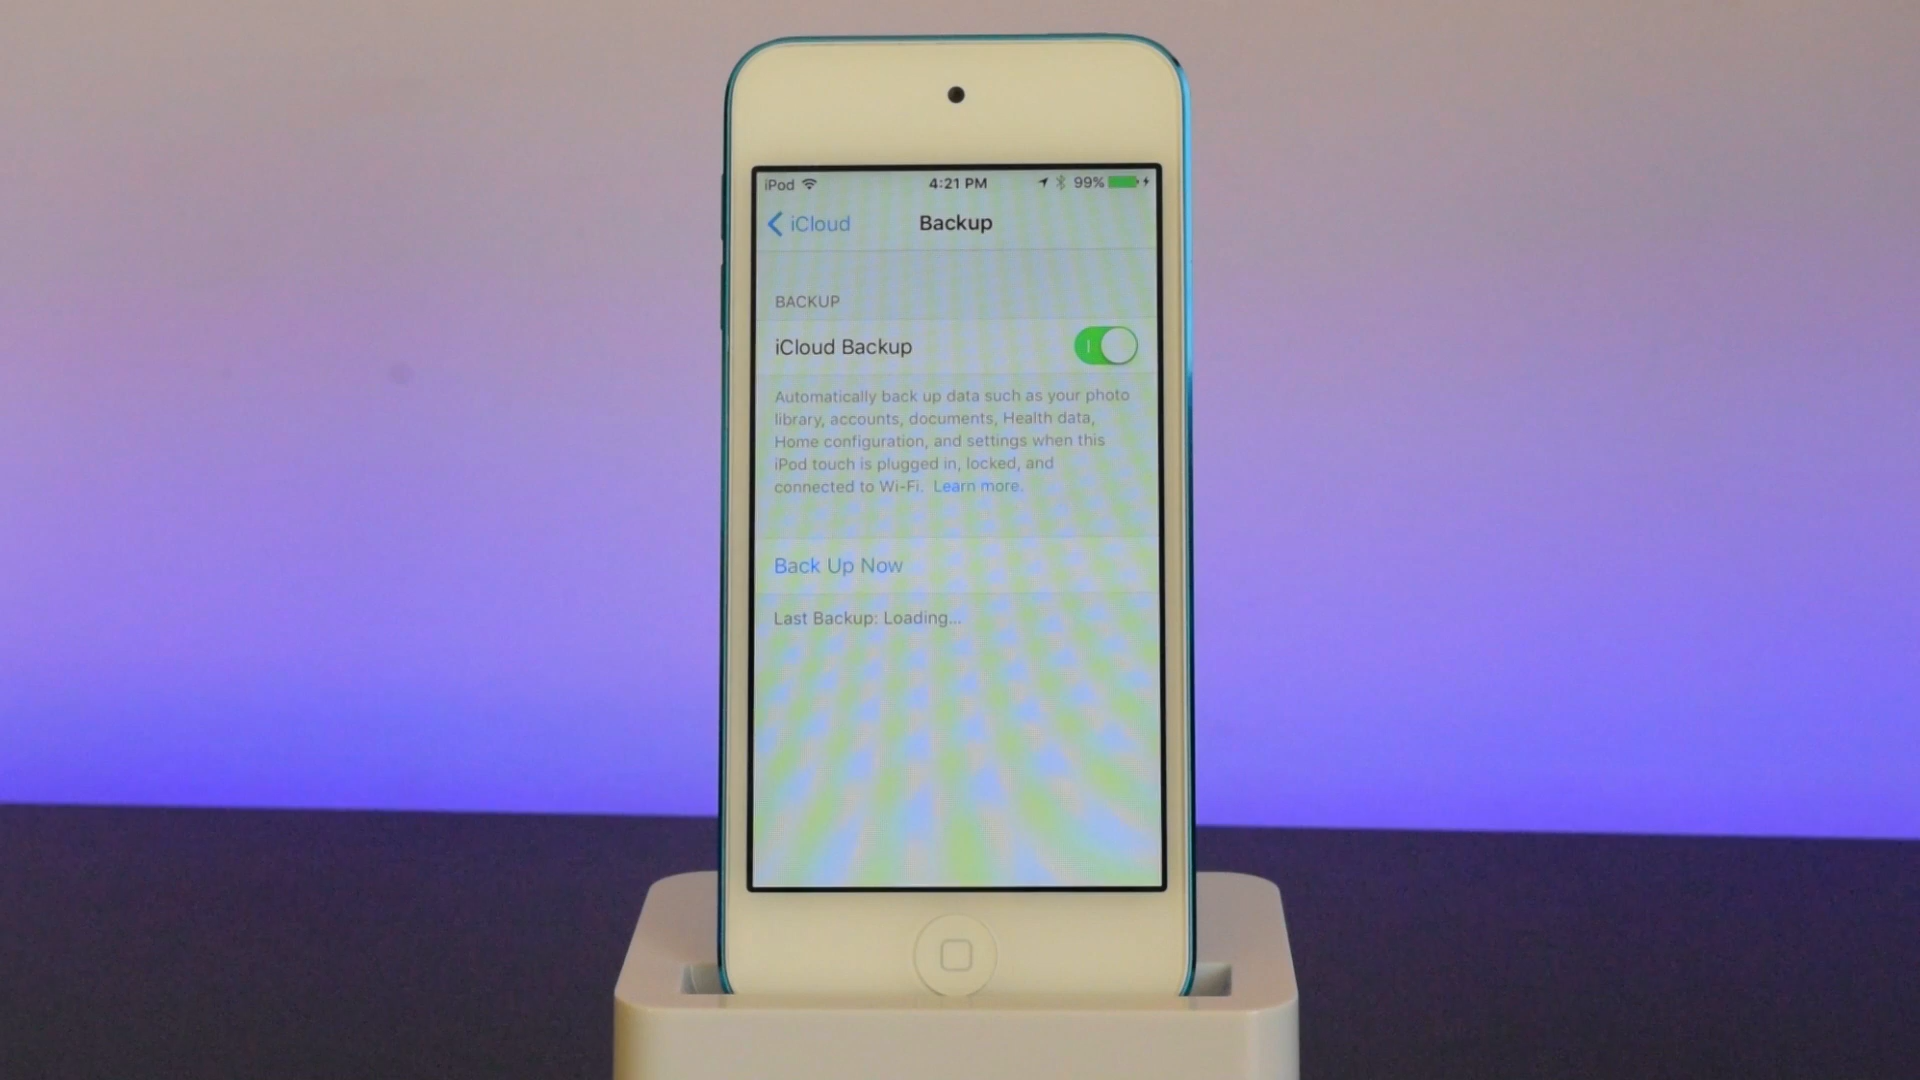 iPod 4:21 PM 99%
iCloud Backup
BACKUP
iCloud Backup
Automatically back up data such as your photo
library, accounts, documents, Health data,
Home configuration, and settings when this
iPod touch is plugged in, locked, and
connected to Wi-Fi. Learn more.
Back Up Now
Last Backup: Loading...